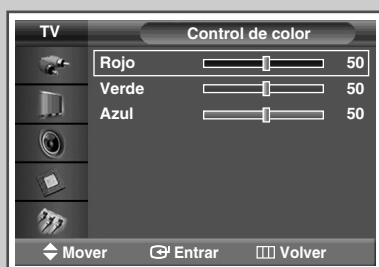 TV Control de color
Rojo 50
Verde 50
Azul 50
Mover Entrar Volver